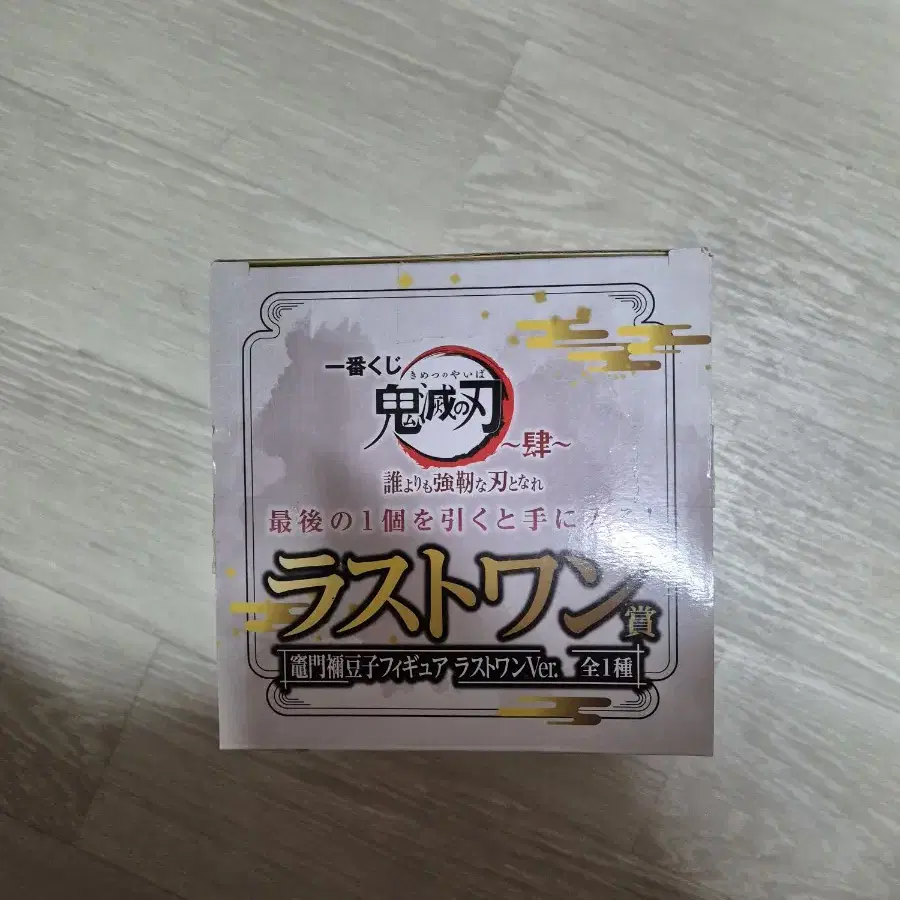 一番くじ
きめつのやいば
鬼滅の刃
~肆~
誰よりも強靭な刃となれ
最後の1個を引くと手に
ラストワン賞
竈門禰豆子フィギュア ラストワンVer. 全1種